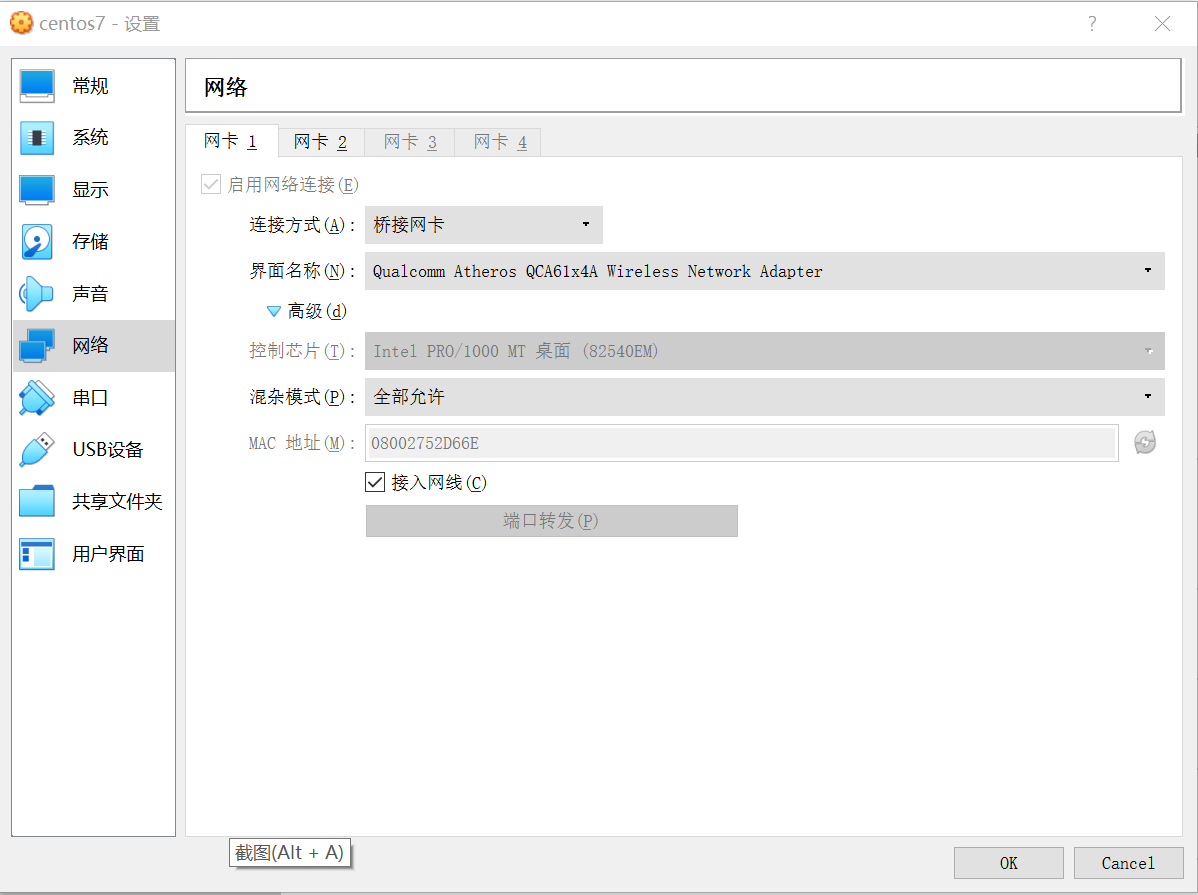 centos7 - 设置
?
常规
系统
显示
存储
声音
网络
串口
USB设备
共享文件夹
用户界面
网络
网卡 1 网卡 2 网卡 3 网卡 4
启用网络连接(E)
连接方式(A): 桥接网卡
界面名称(N): Qualcomm Atheros QCA61x4A Wireless Network Adapter
高级(d)
控制芯片(T): Intel PRO/1000 MT 桌面 (82540EM)
混杂模式(P): 全部允许
MAC 地址(M): 08002752D66E
接入网线(C)
端口转发(P)
截图(Alt + A)
OK Cancel